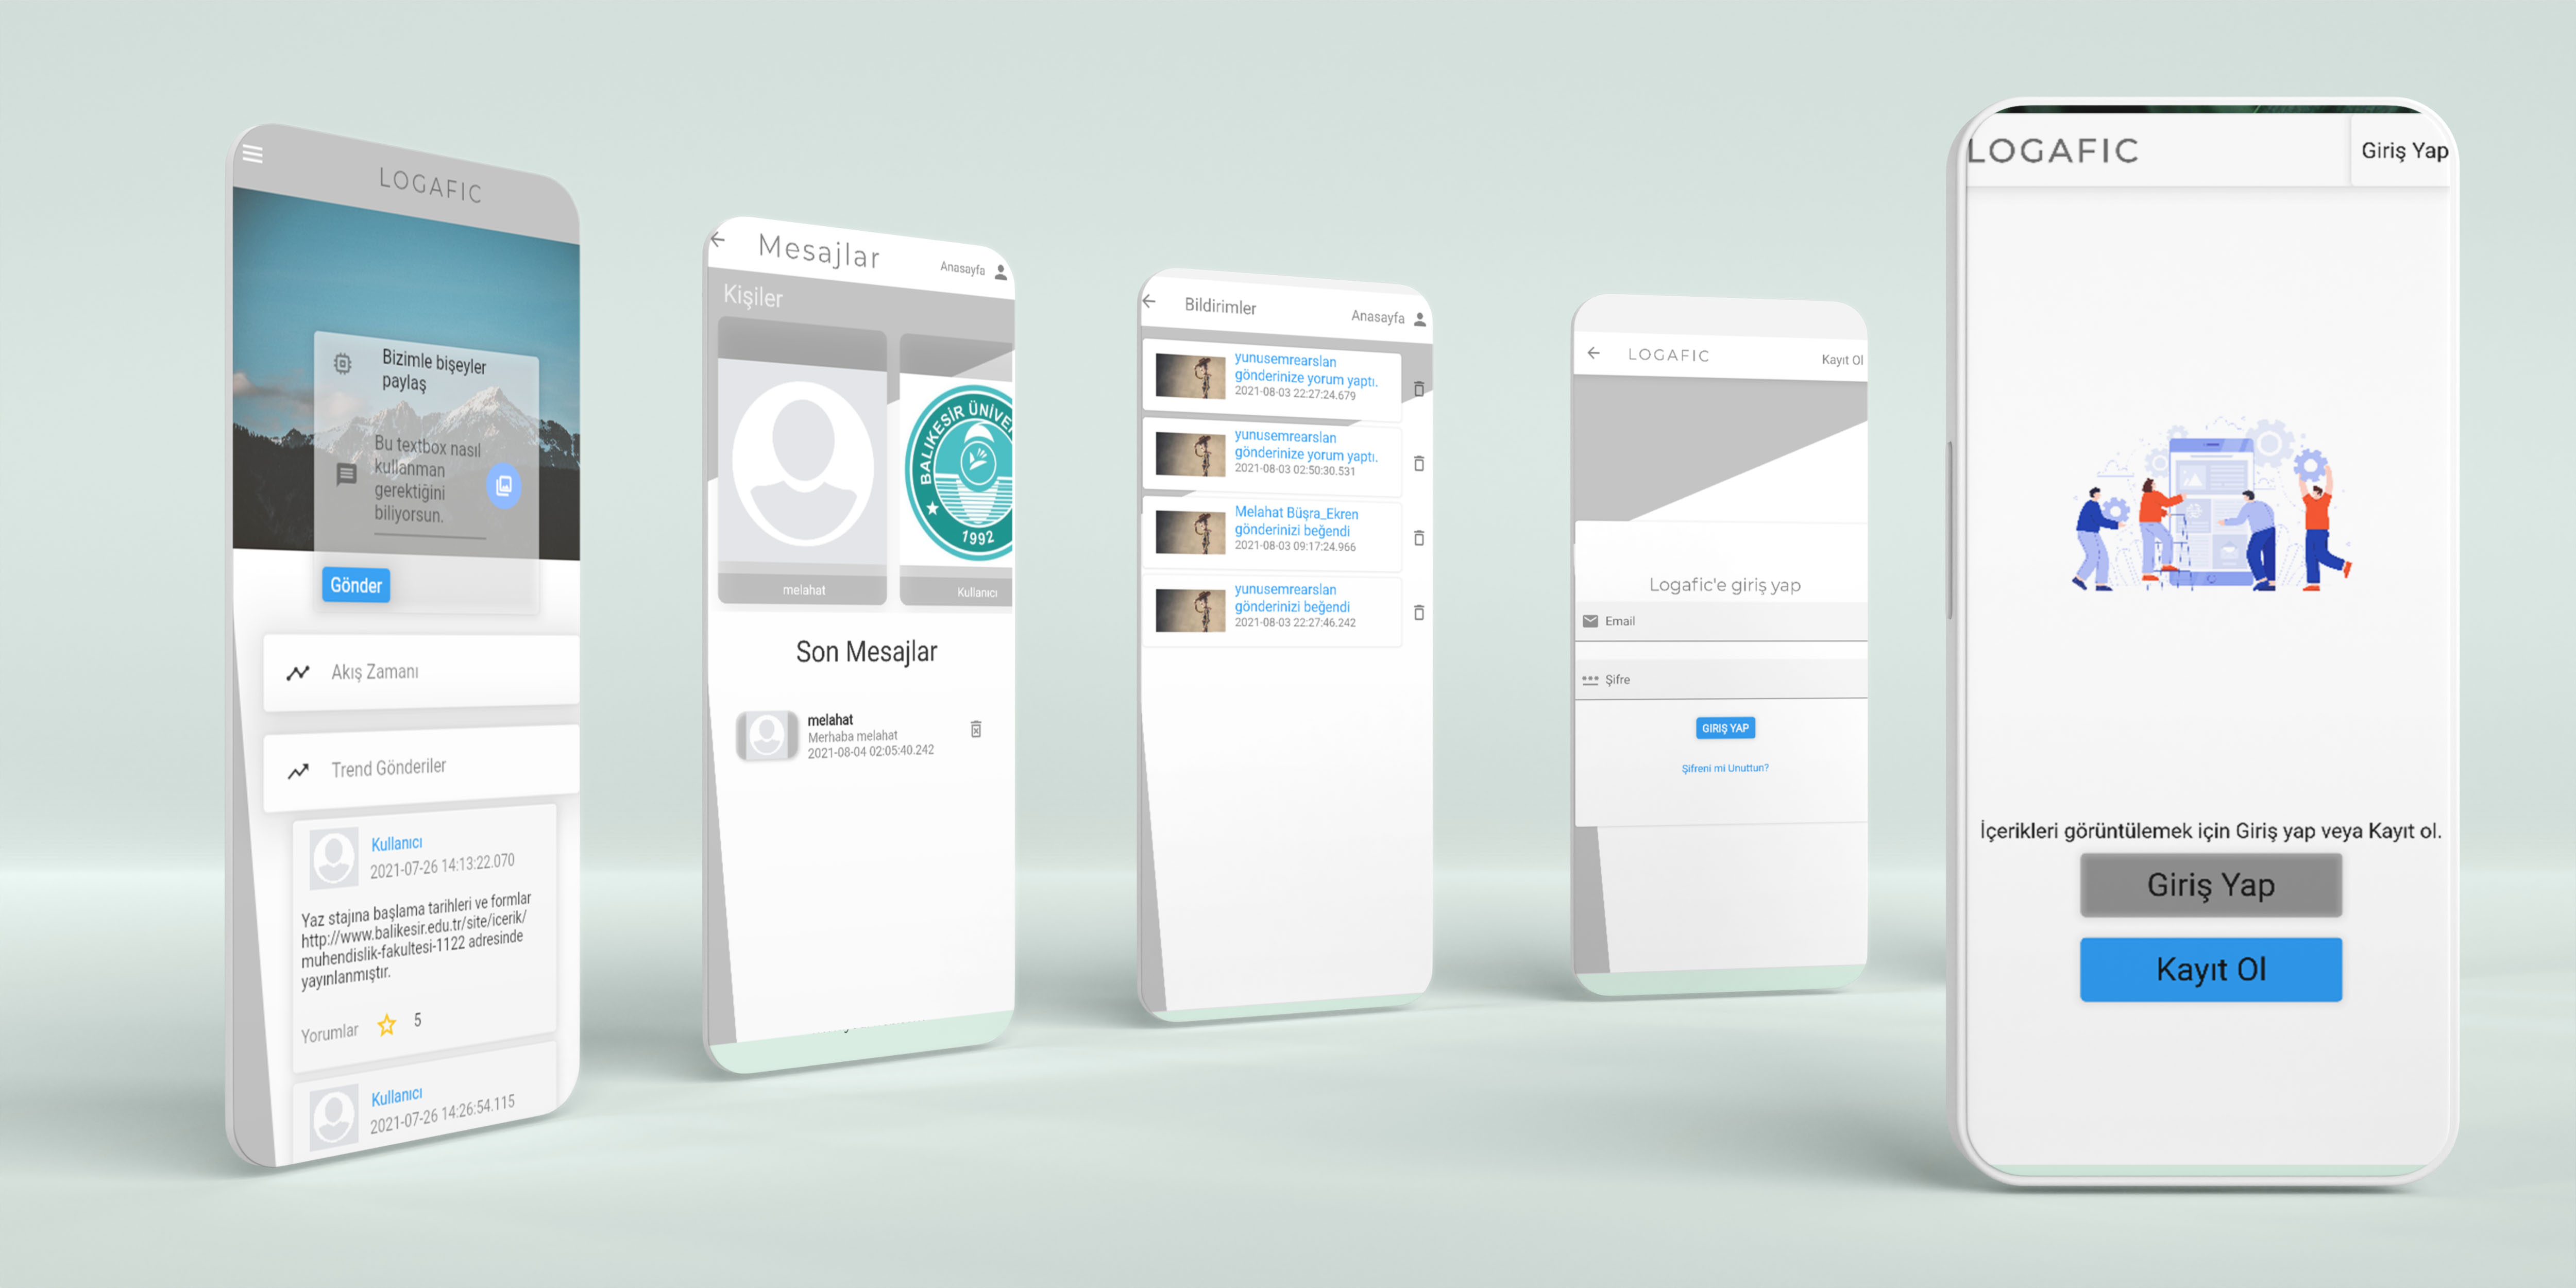 LOGAFIC
Bizimle bişeyler
paylaş
Bu textbox nasıl
kullanman
gerektiğini
biliyorsun.
Gönder
Akış Zamanı
Trend Gönderiler
Kullanıcı
2021-07-26 14:13:22.070
Yaz stajına başlama tarihleri ve formlar
http://www.balikesir.edu.tr/site/icerik/
muhendislik-fakultesi-1122 adresinde
yayınlanmıştır.
Yorumlar 5
Kullanıcı
2021-07-26 14:26:54.115
Mesajlar
Anasayfa
Kişiler
BALIKESİR ÜNİVE
1992
melahat
Kullanıcı
Son Mesajlar
melahat
Merhaba melahat
2021-08-04 02:05:40.242
Bildirimler
Anasayfa
yunusemrearslan
gönderinize yorum yaptı.
2021-08-03 22:27:24.679
yunusemrearslan
gönderinize yorum yaptı.
2021-08-03 02:50:30.531
Melahat Büşra_Ekren
gönderinizi beğendi
2021-08-03 09:17:24.966
yunusemrearslan
gönderinizi beğendi
2021-08-03 22:27:46.242
LOGAFIC
Kayıt Ol
Logafic'e giriş yap
Email
Şifre
GIRIŞ YAP
Şifreni mi Unuttun?
LOGAFIC
Giriş Yap
İçerikleri görüntülemek için Giriş yap veya Kayıt ol.
Giriş Yap
Kayıt Ol